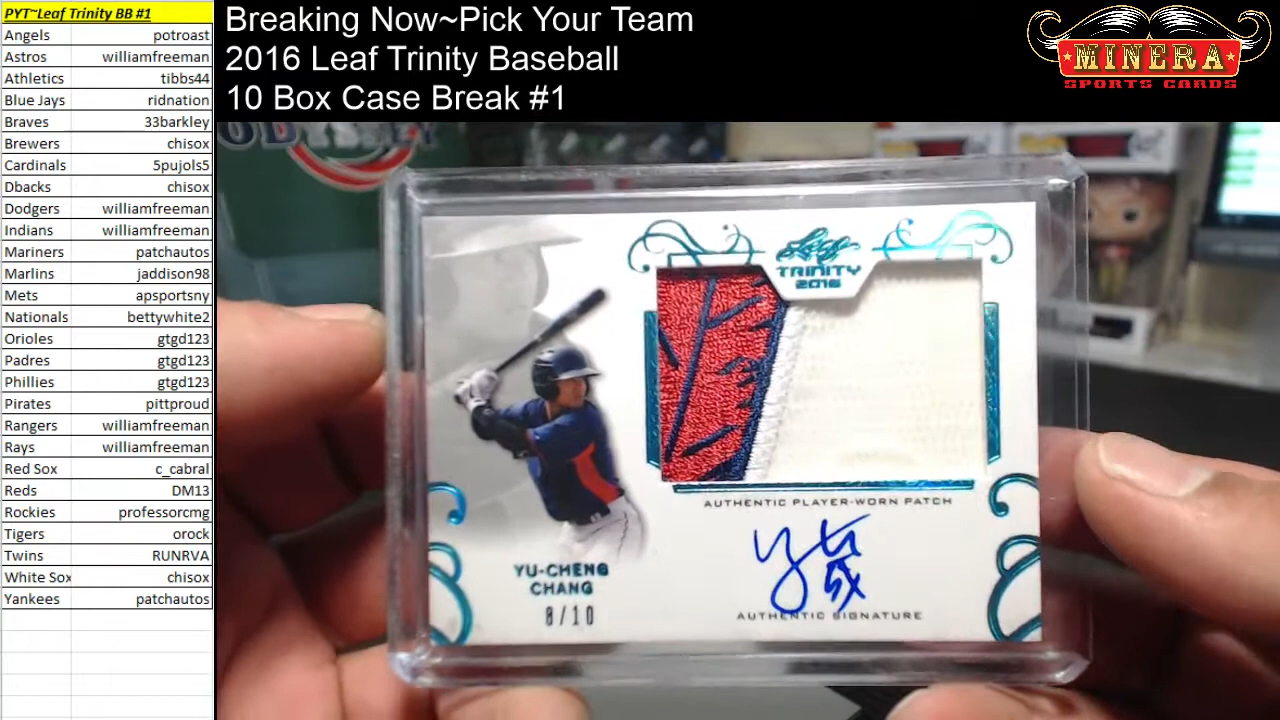 PYT~Leaf Trinity BB #1
Angels potroast
Astros williamfreeman
Athletics tibbs44
Blue Jays ridnation
Braves 33barkley
Brewers chisox
Cardinals 5pujols5
Dbacks chisox
Dodgers williamfreeman
Indians williamfreeman
Mariners patchautos
Marlins jaddison98
Mets apsportsny
Nationals bettywhite2
Orioles gtgd123
Padres gtgd123
Phillies gtgd123
Pirates pittproud
Rangers williamfreeman
Rays williamfreeman
Red Sox c_cabral
Reds DM13
Rockies professorcmg
Tigers orock
Twins RUNRVA
White Sox chisox
Yankees patchautos
Breaking Now~Pick Your Team
2016 Leaf Trinity Baseball
10 Box Case Break #1
MINERA
SPORTS CARDS
Leaf
TRINITY
2016
AUTHENTIC PLAYER-WORN PATCH
YU-CHENG
CHANG
8/10
AUTHENTIC SIGNATURE